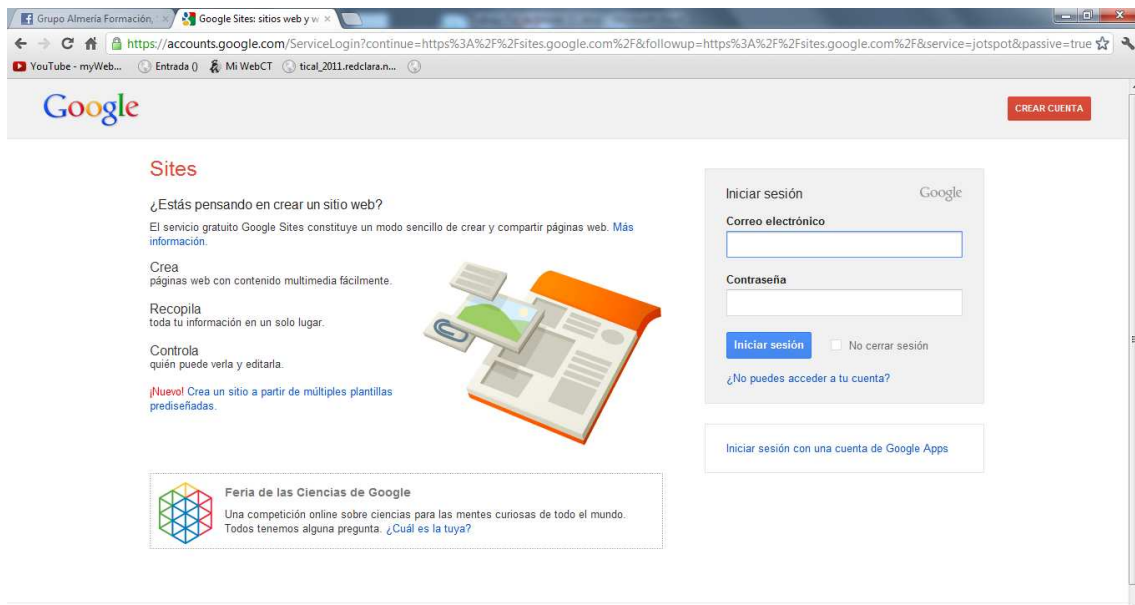 Grupo Almería Formación,
Google Sites: sitios web y w
https://accounts.google.com/ServiceLogin?continue=https%3A%2F%2Fsites.google.com%2F&followup=https%3A%2F%2Fsites.google.com%2F&service=jotspot&passive=true
YouTube - myWeb... Entrada () Mi WebCT tical_2011.redclara.n...
Google
CREAR CUENTA
Sites
¿Estás pensando en crear un sitio web?
El servicio gratuito Google Sites constituye un modo sencillo de crear y compartir páginas web. Más
información.
Crea
páginas web con contenido multimedia fácilmente.
Recopila
toda tu información en un solo lugar.
Controla
quién puede verla y editarla.
¡Nuevo! Crea un sitio a partir de múltiples plantillas
prediseñadas.
Feria de las Ciencias de Google
Una competición online sobre ciencias para las mentes curiosas de todo el mundo.
Todos tenemos alguna pregunta. ¿Cuál es la tuya?
Iniciar sesión Google
Correo electrónico
Contraseña
Iniciar sesión No cerrar sesión
¿No puedes acceder a tu cuenta?
Iniciar sesión con una cuenta de Google Apps